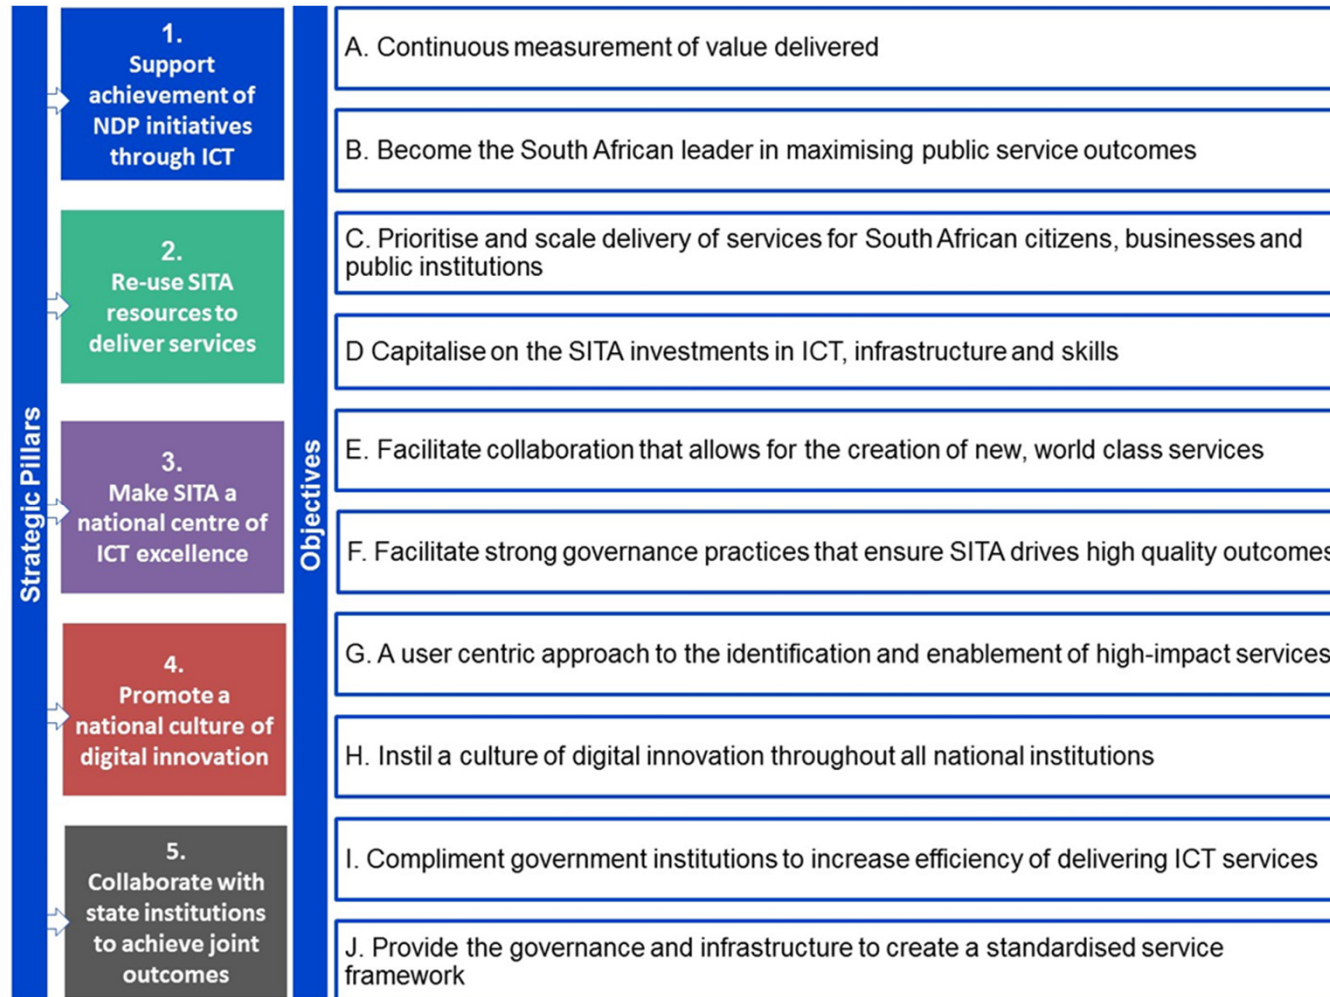 Strategic Pillars
1.
Support
achievement of
NDP initiatives
through ICT
2.
Re-use SITA
resources to
deliver services
3.
Make SITA a
national centre of
ICT excellence
4.
Promote a
national culture of
digital innovation
5.
Collaborate with
state institutions
to achieve joint
outcomes
Objectives
A. Continuous measurement of value delivered
B. Become the South African leader in maximising public service outcomes
C. Prioritise and scale delivery of services for South African citizens, businesses and
public institutions
D Capitalise on the SITA investments in ICT, infrastructure and skills
E. Facilitate collaboration that allows for the creation of new, world class services
F. Facilitate strong governance practices that ensure SITA drives high quality outcomes
G. A user centric approach to the identification and enablement of high-impact services
H. Instil a culture of digital innovation throughout all national institutions
I. Compliment government institutions to increase efficiency of delivering ICT services
J. Provide the governance and infrastructure to create a standardised service
framework